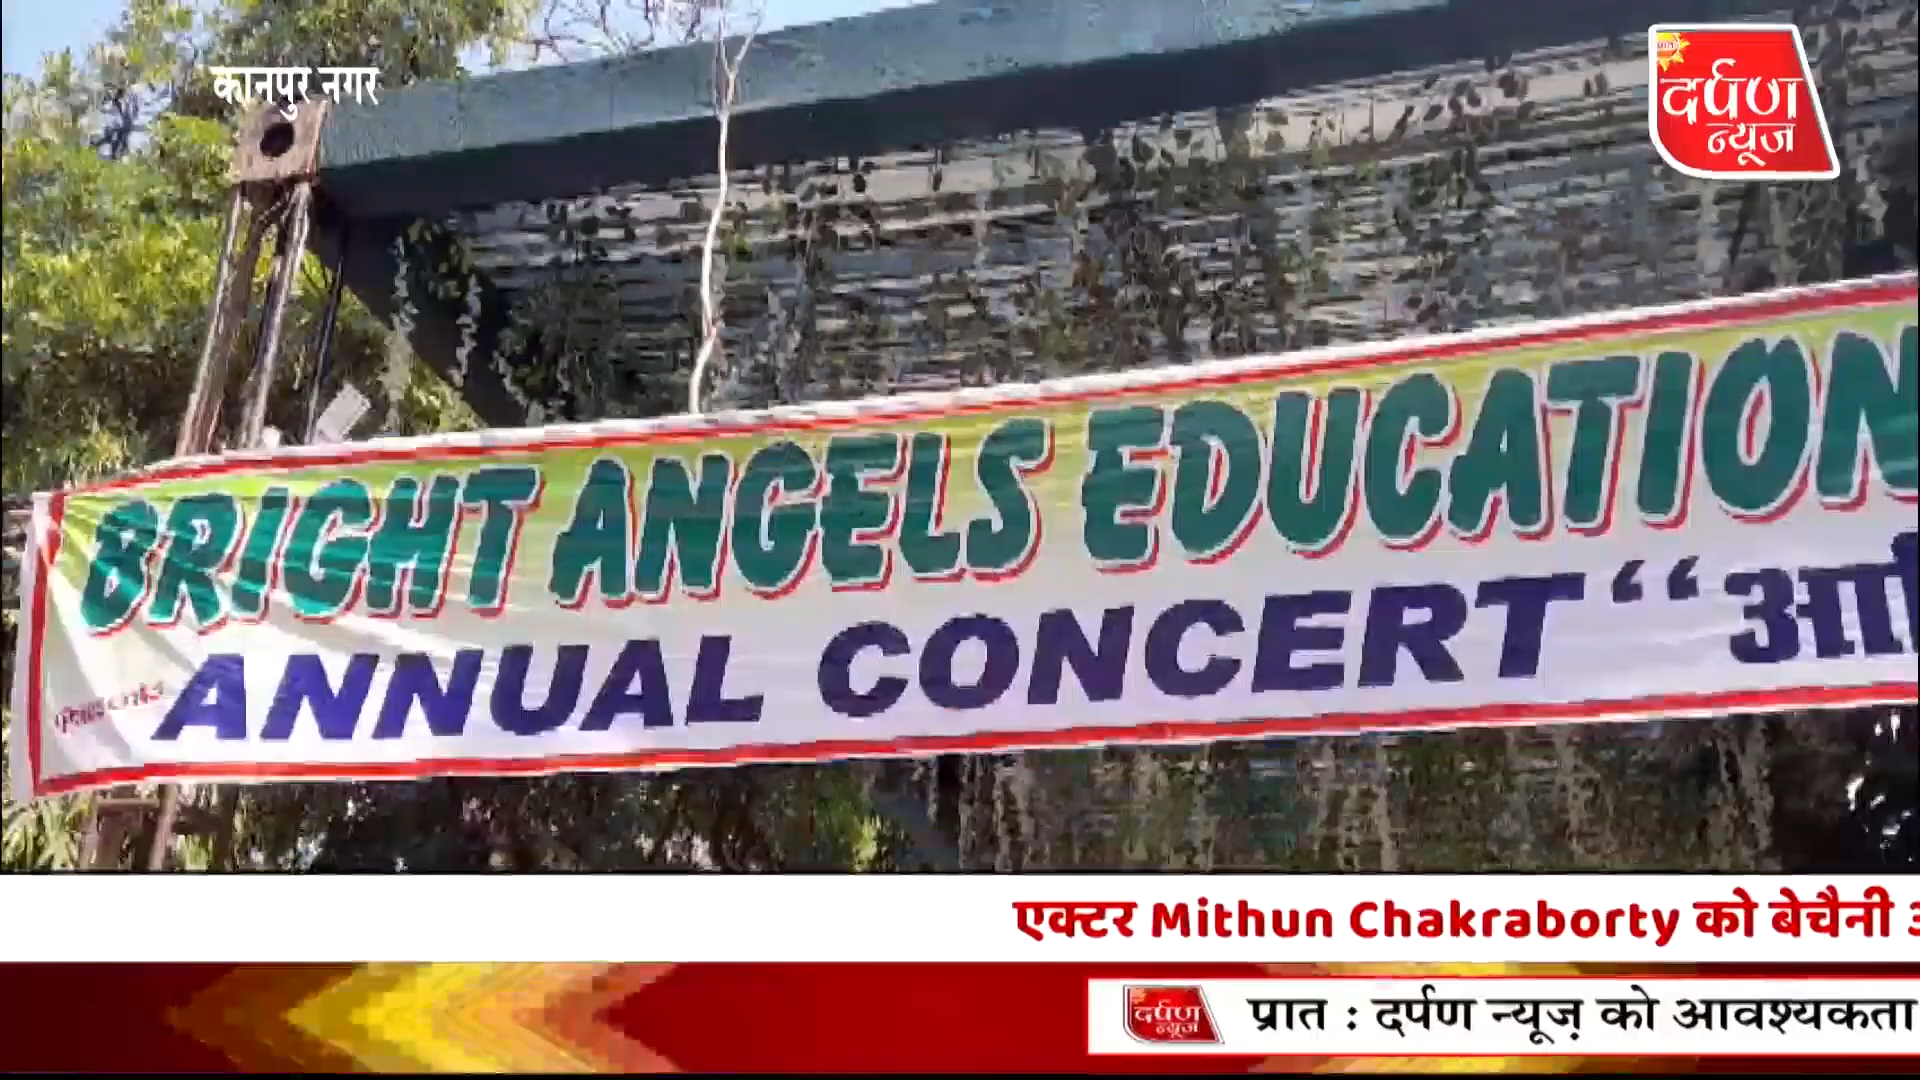 कानपुर नगर
दर्पण
न्यूज
BRIGHT ANGELS EDUCATION
ANNUAL CONCERT “
एक्टर Mithun Chakraborty को बेचैनी
दर्पण
न्यूज
प्रात : दर्पण न्यूज़ को आवश्यकता